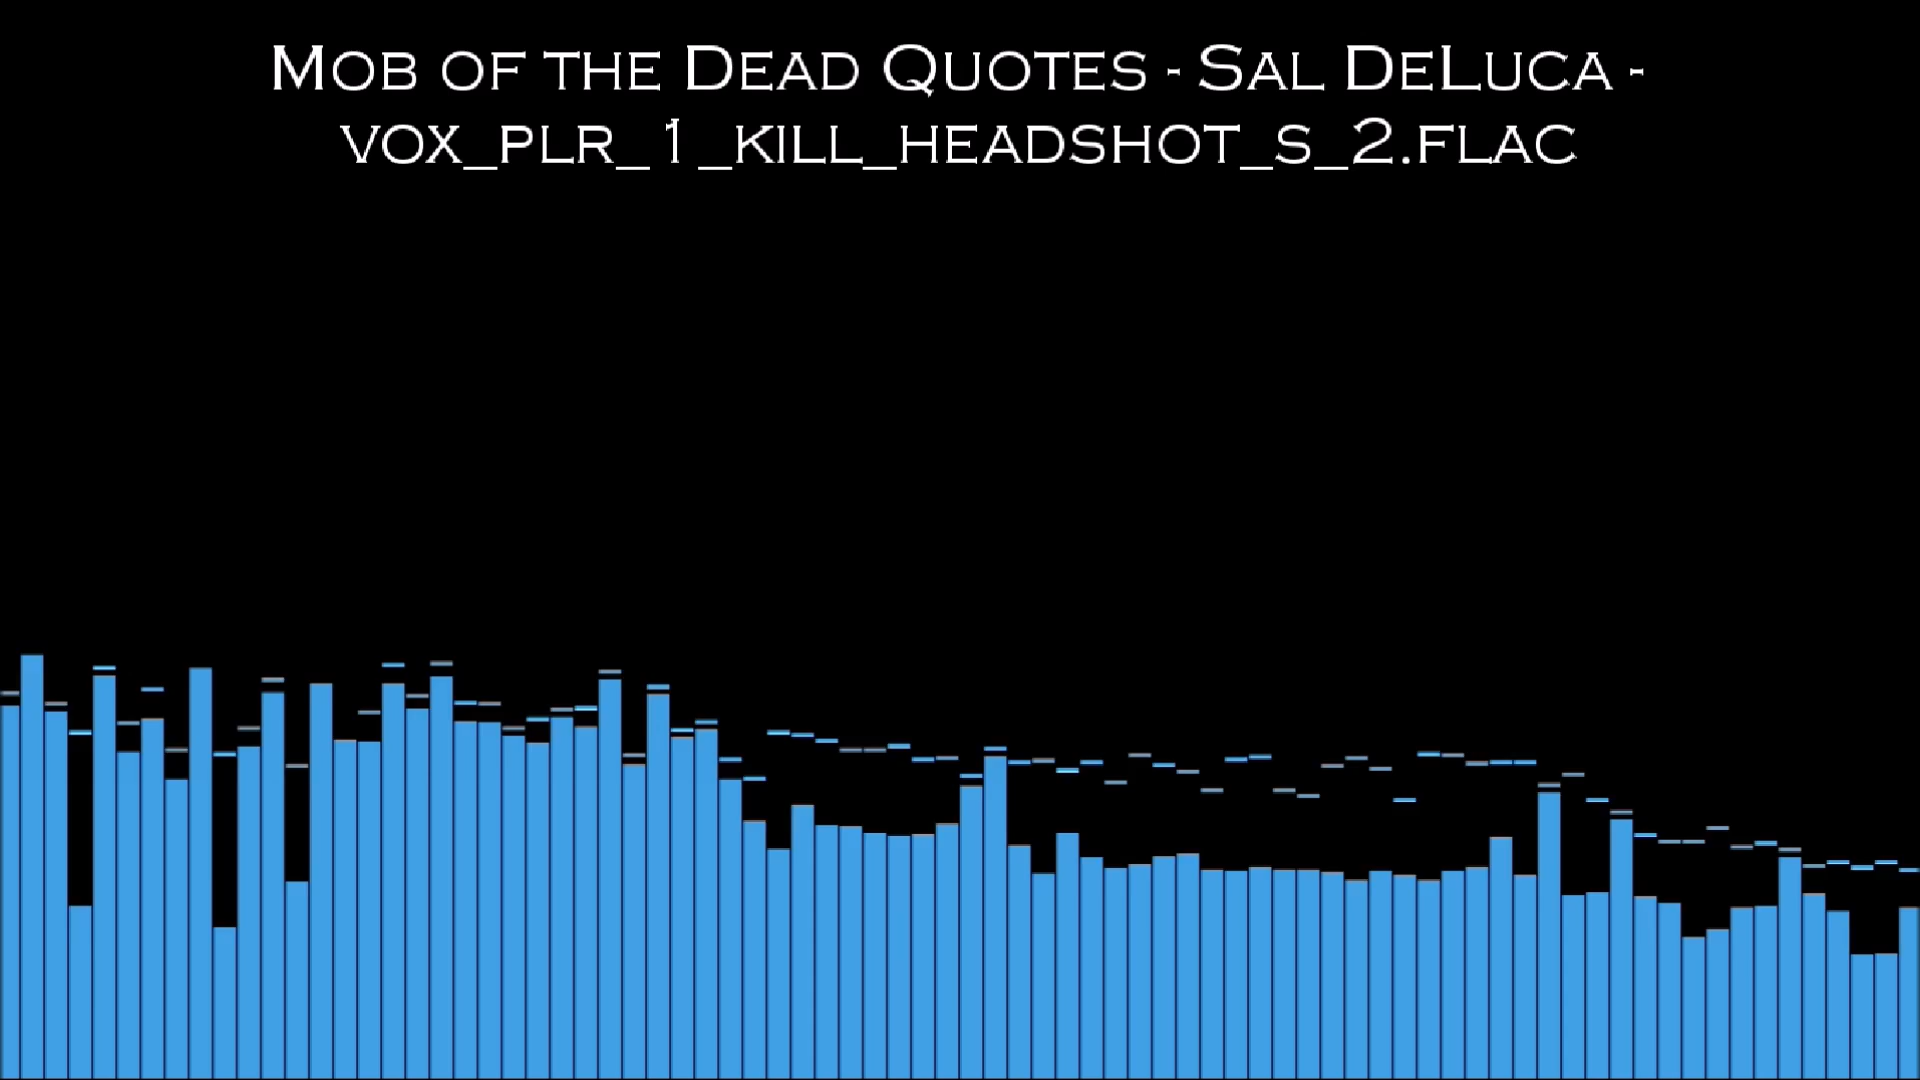 Mob of the Dead Quotes - Sal DeLuca -
vox_plr_1_kill_headshot_s_2.flac